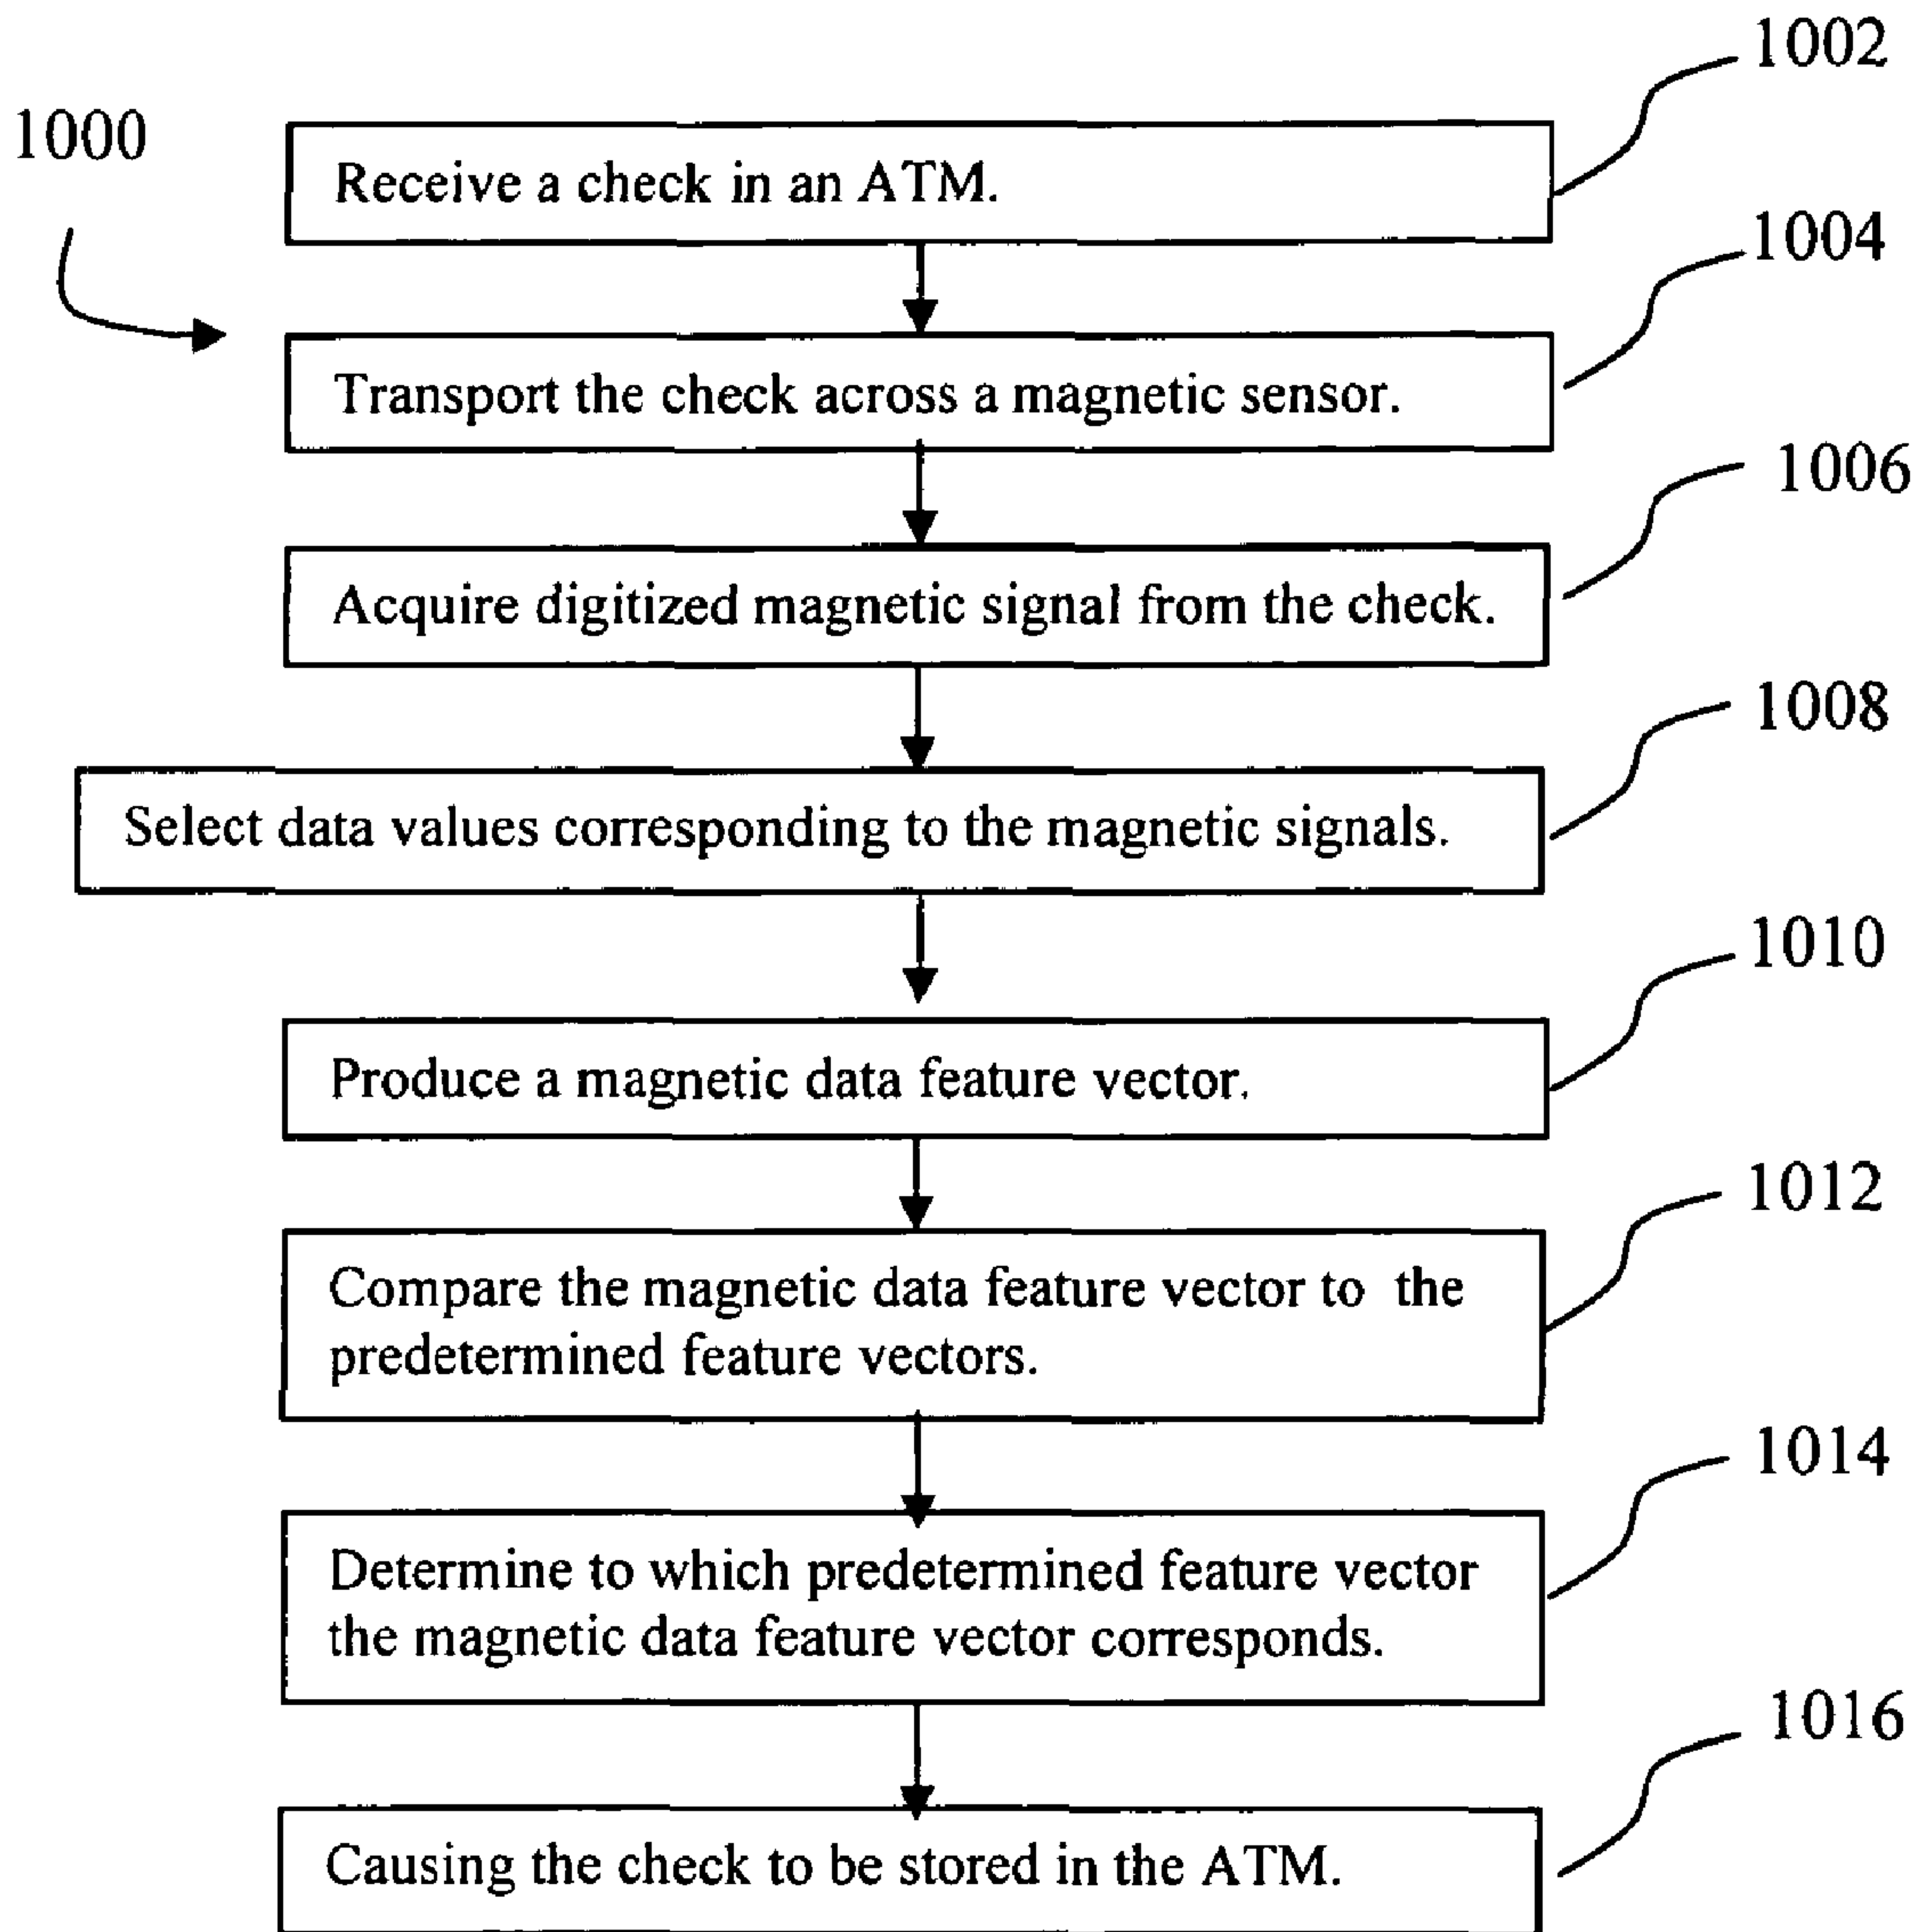 1002
1000
Receive a check in an ATM.
1004
Transport the check across a magnetic sensor.
1006
Acquire digitized magnetic signal from the check.
1008
Select data values corresponding to the magnetic signals.
1010
Produce a magnetic data feature vector.
1012
Compare the magnetic data feature vector to the
predetermined feature vectors.
1014
Determine to which predetermined feature vector
the magnetic data feature vector corresponds.
1016
Causing the check to be stored in the ATM.